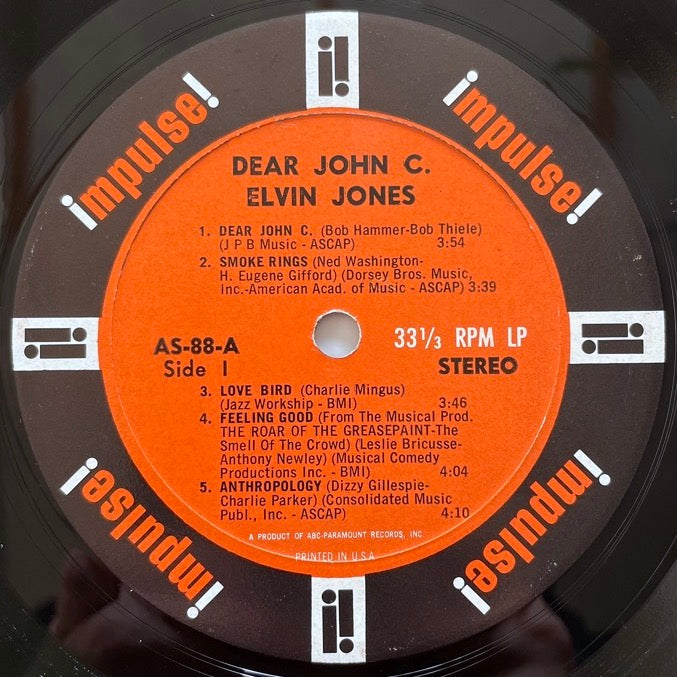 impulse!
impulse!
DEAR JOHN C.
ELVIN JONES
1. DEAR JOHN C. (Bob Hammer-Bob Thiele)
(J P B Music - ASCAP) 3:54
2. SMOKE RINGS (Ned Washington-
H. Eugene Gifford) (Dorsey Bros. Music,
Inc.-American Acad. of Music - ASCAP) 3:39
AS-88-A
Side 1
33⅓ RPM LP
STEREO
3. LOVE BIRD (Charlie Mingus)
(Jazz Workship - BMI) 3:46
4. FEELING GOOD (From The Musical Prod.
THE ROAR OF THE GREASEPAINT-The
Smell Of The Crowd) (Leslie Bricusse-
Anthony Newley) (Musical Comedy
Productions Inc. - BMI) 4:04
5. ANTHROPOLOGY (Dizzy Gillespie-
Charlie Parker) (Consolidated Music
Publ., Inc. - ASCAP) 4:10
A PRODUCT OF ABC-PARAMOUNT RECORDS, INC.
PRINTED IN U.S.A.
impulse!
impulse!